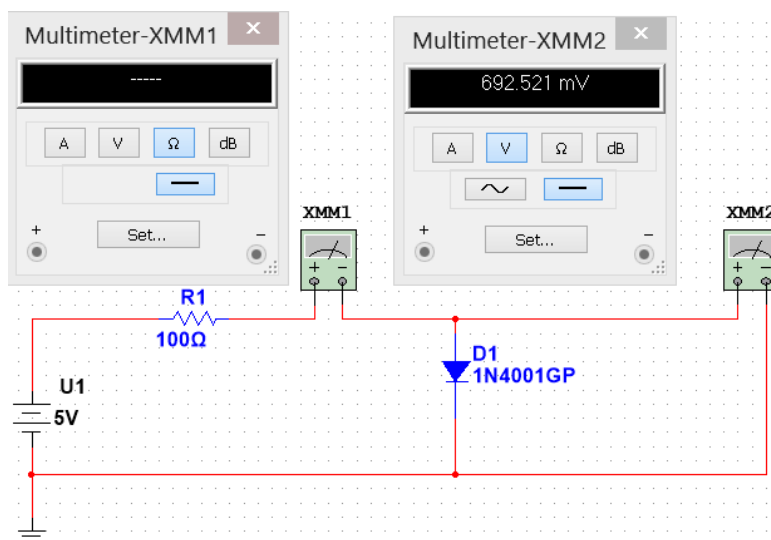 Multimeter-XMM1
×
-----
A V Ω dB
+
Set...
–
Multimeter-XMM2
×
692.521 mV
A V Ω dB
+
Set...
–
XMM1
+ –
XMM2
+ –
R1
100Ω
D1
1N4001GP
U1
5V